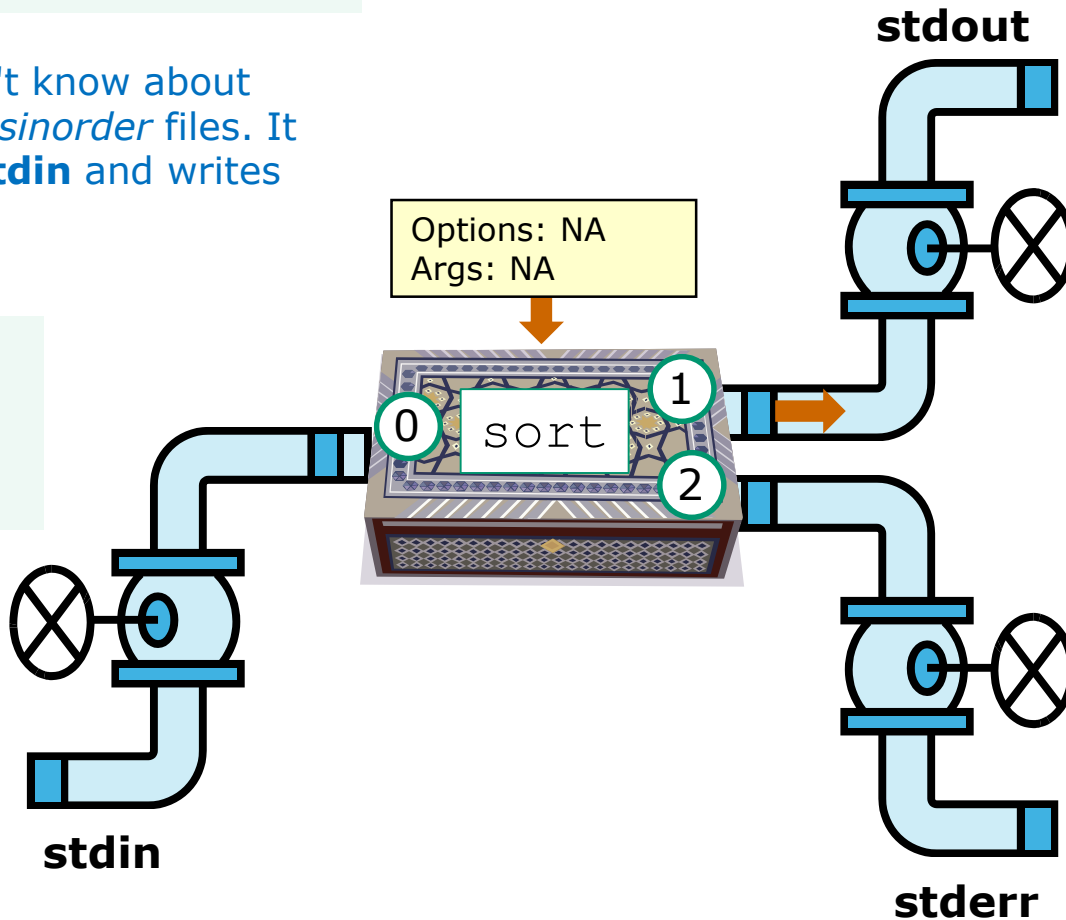 stdout
't know about
sinorder files. It
tdin and writes
Options: NA
Args: NA
1
0
sort
2
stdin
stderr